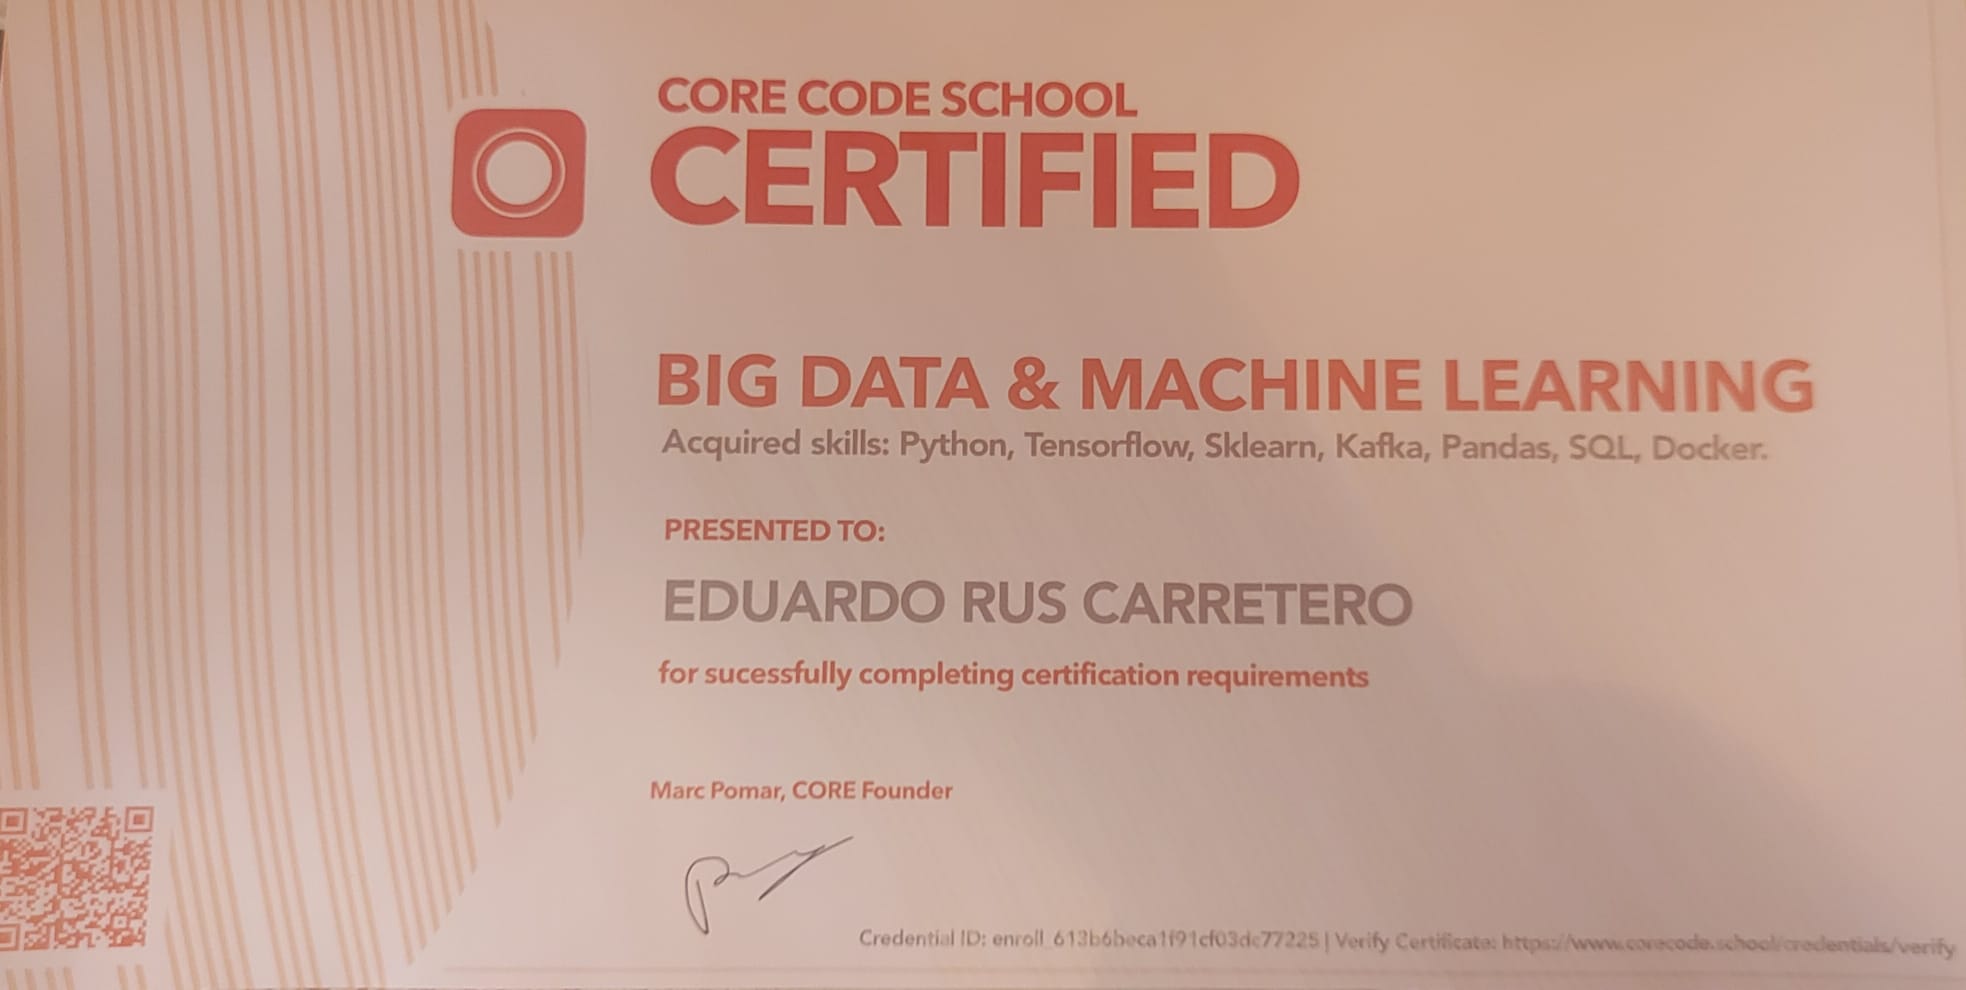 CORE CODE SCHOOL
CERTIFIED
BIG DATA & MACHINE LEARNING
Acquired skills: Python, Tensorflow, Sklearn, Kafka, Pandas, SQL, Docker.
PRESENTED TO:
EDUARDO RUS CARRETERO
for sucessfully completing certification requirements
Marc Pomar, CORE Founder
Credential ID: enroll_613b6beca1f91cf03dc77225 | Verify Certificate: https://www.corecode.school/credentials/verify